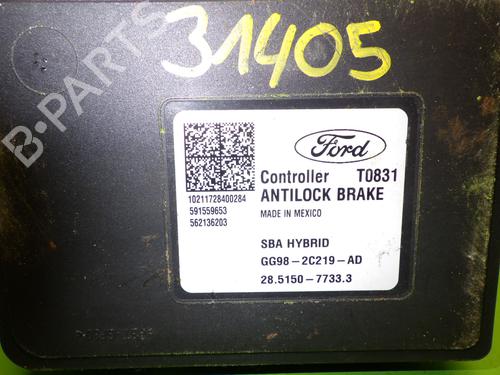 31405
B-PARTS
Ford
Controller T0831
ANTILOCK BRAKE
MADE IN MEXICO
10211728400284
591559653
562136203
SBA HYBRID
GG98-2C219-AD
28.5150-7733.3